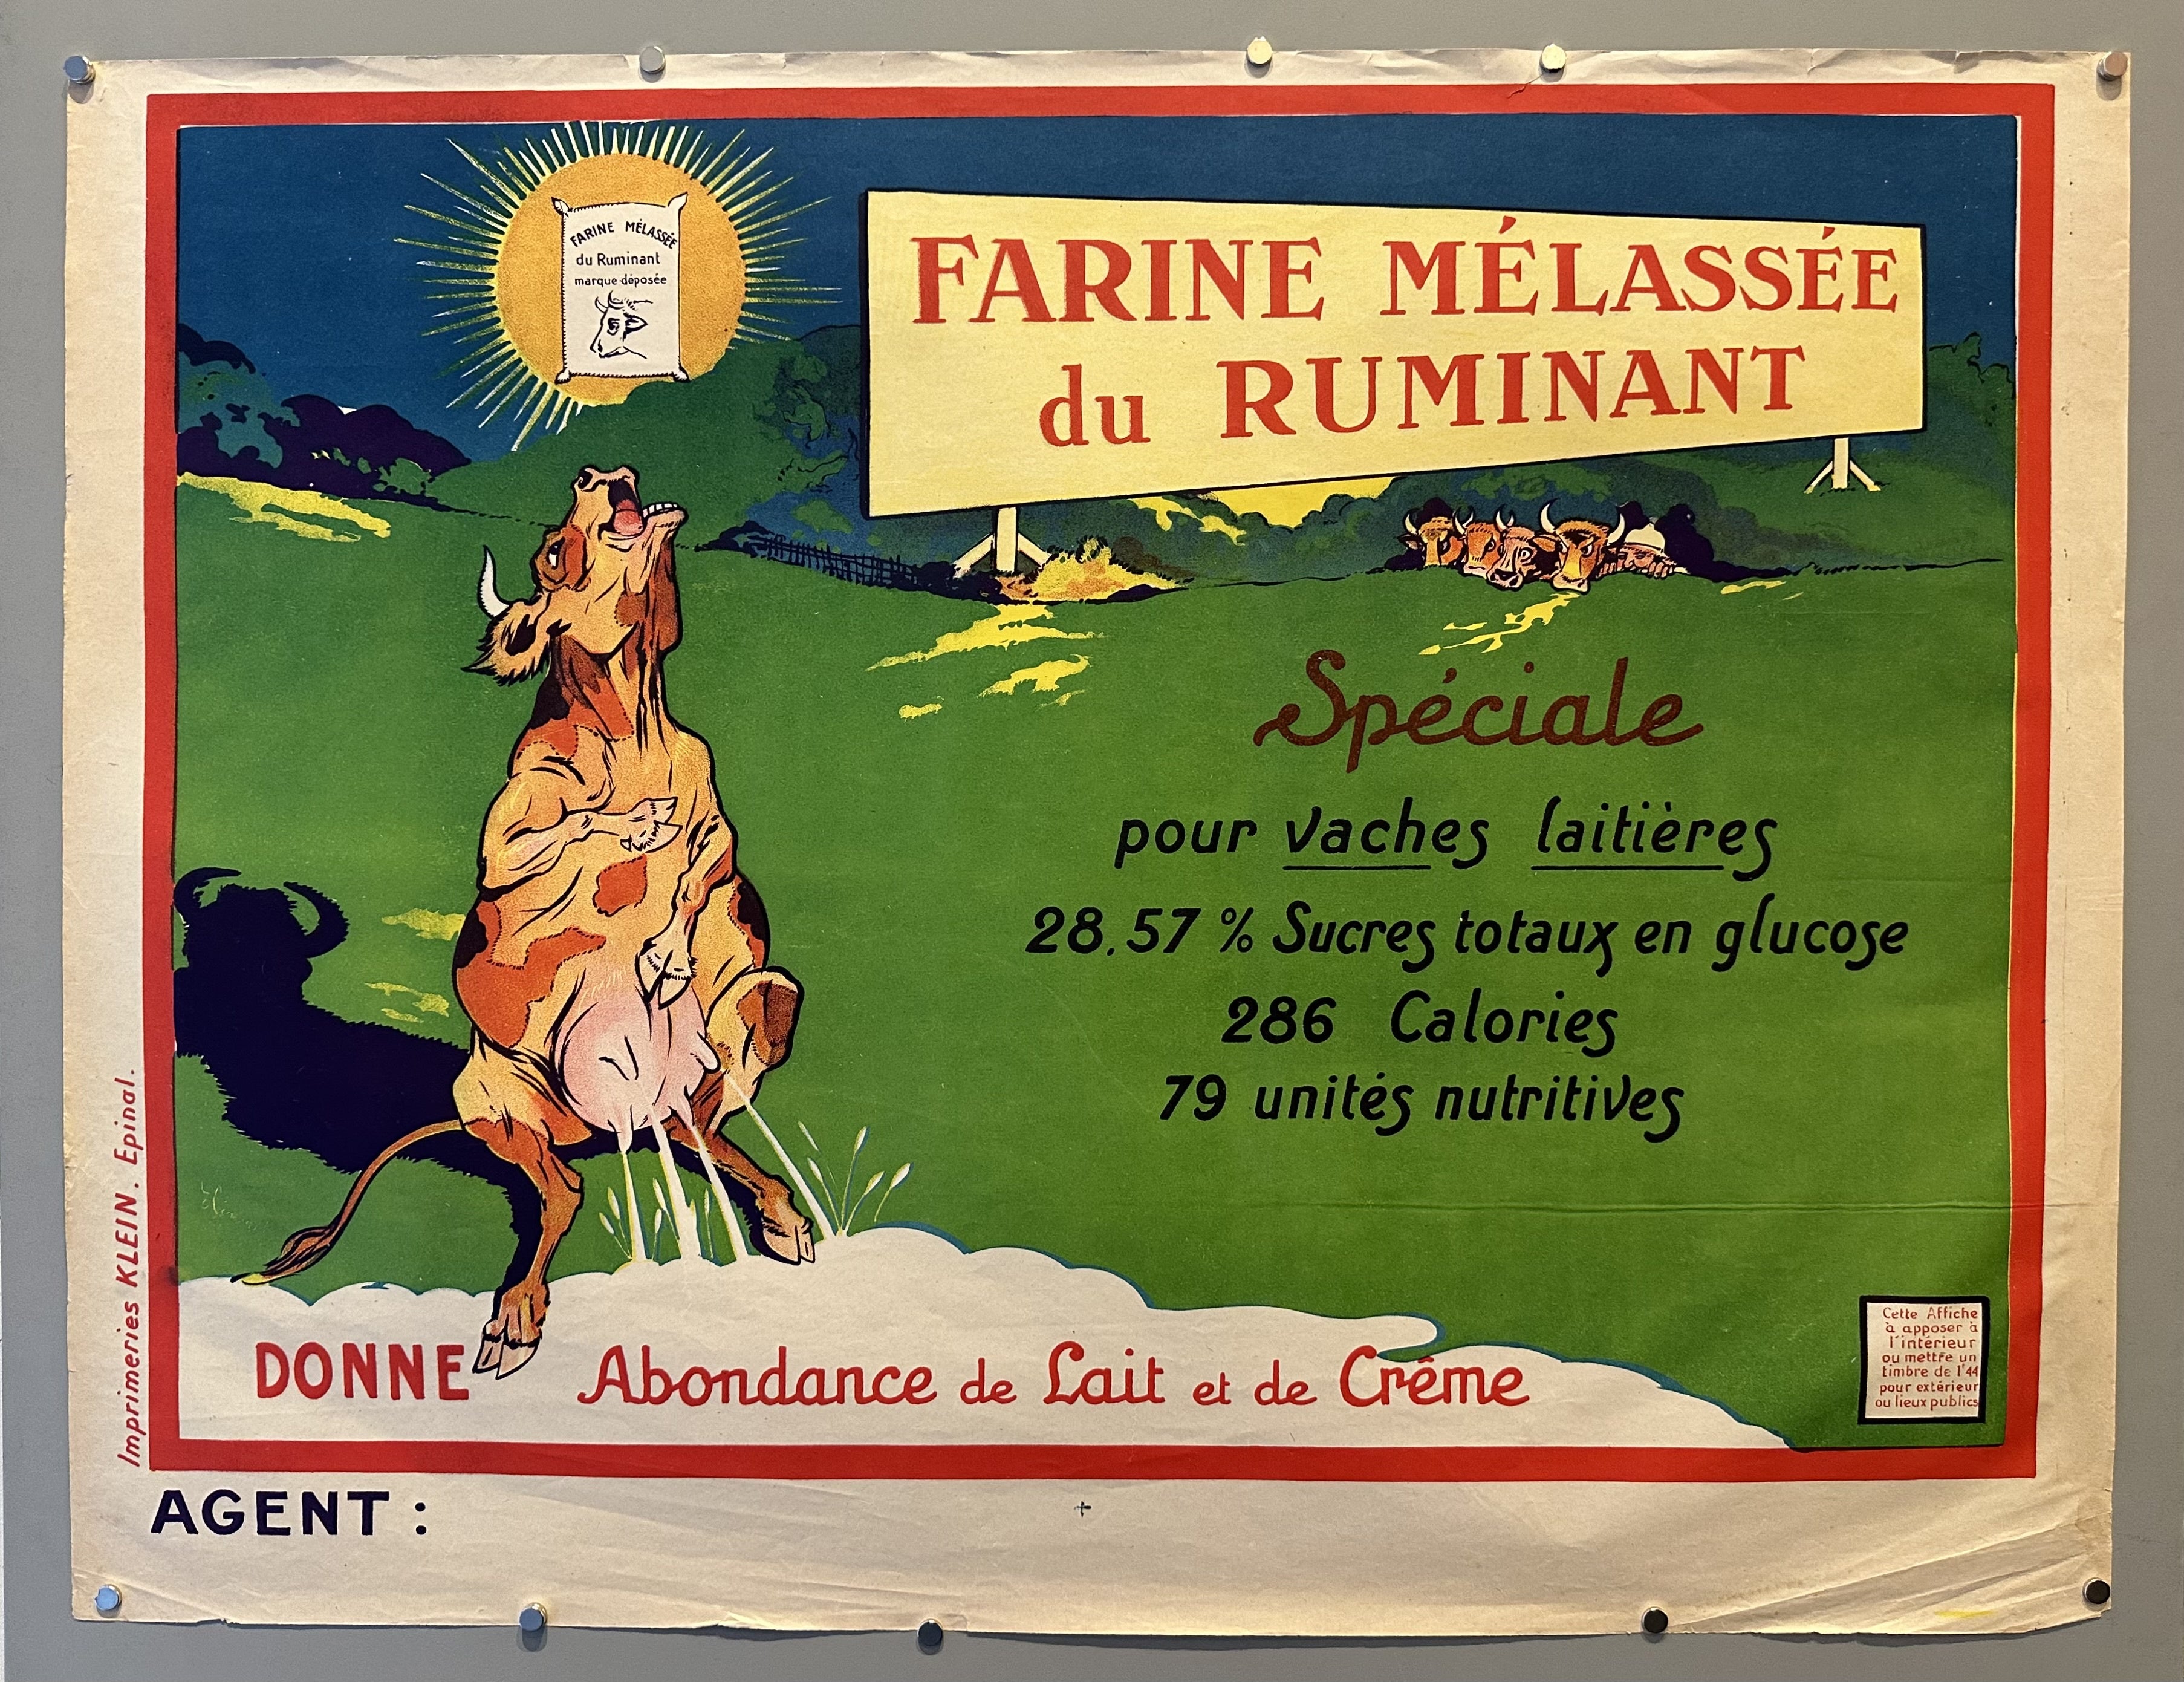 FARINE MÉLASSÉE
du Ruminant
marque déposée
FARINE MÉLASSÉE
du RUMINANT
Spéciale
pour vaches laitières
28,57 % Sucres totaux en glucose
286 Calories
79 unités nutritives
DONNE Abondance de Lait et de Crême
Cette Affiche
à apposer à
l'intérieur
ou mettre un
timbre de 1f44
pour extérieur
ou lieux publics
Imprimeries KLEIN. Epinal.
AGENT :